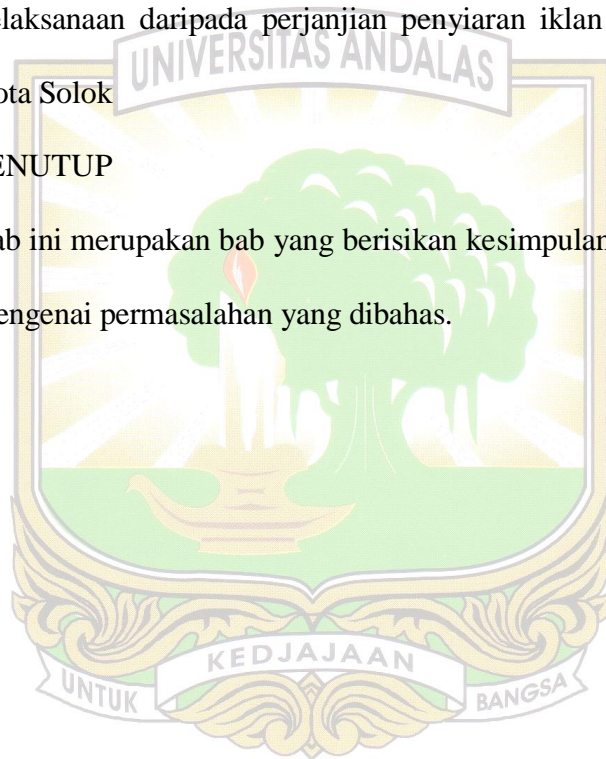 elaksanaan daripada perjanjian penyiaran iklan
UNIVERSITAS ANDALAS
ota Solok
ENUTUP
ab ini merupakan bab yang berisikan kesimpulan
engenai permasalahan yang dibahas.
KEDJAJAAN
UNTUK
BANGSA